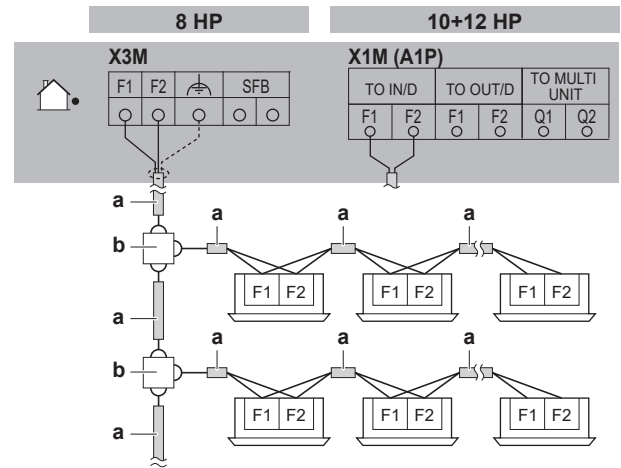 8 HP 10+12 HP
X3M X1M (A1P)
F1 F2 SFB TO IN/D TO OUT/D TO MULTI UNIT
F1 F2 F1 F2 Q1 Q2
a
a a a
b
F1 F2 F1 F2 F1 F2
a
a a a
b
F1 F2 F1 F2 F1 F2
a